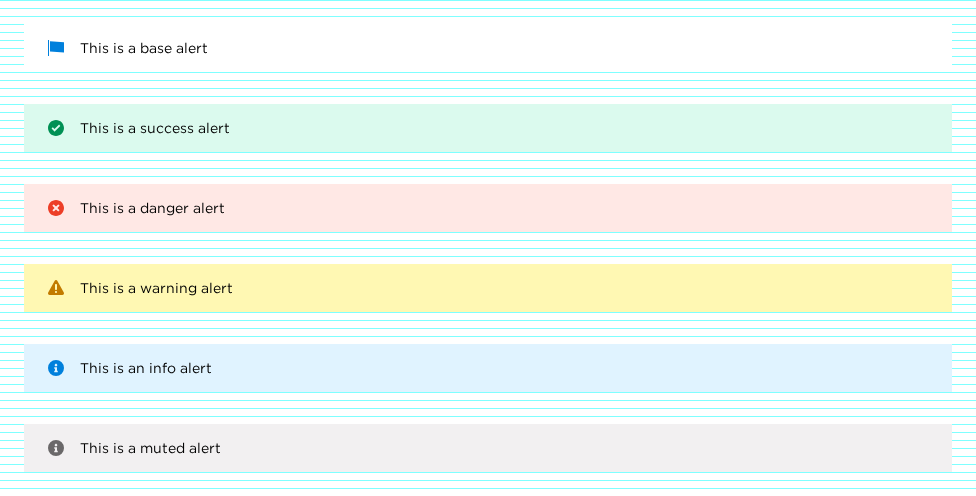 This is a base alert
This is a success alert
This is a danger alert
This is a warning alert
This is an info alert
This is a muted alert